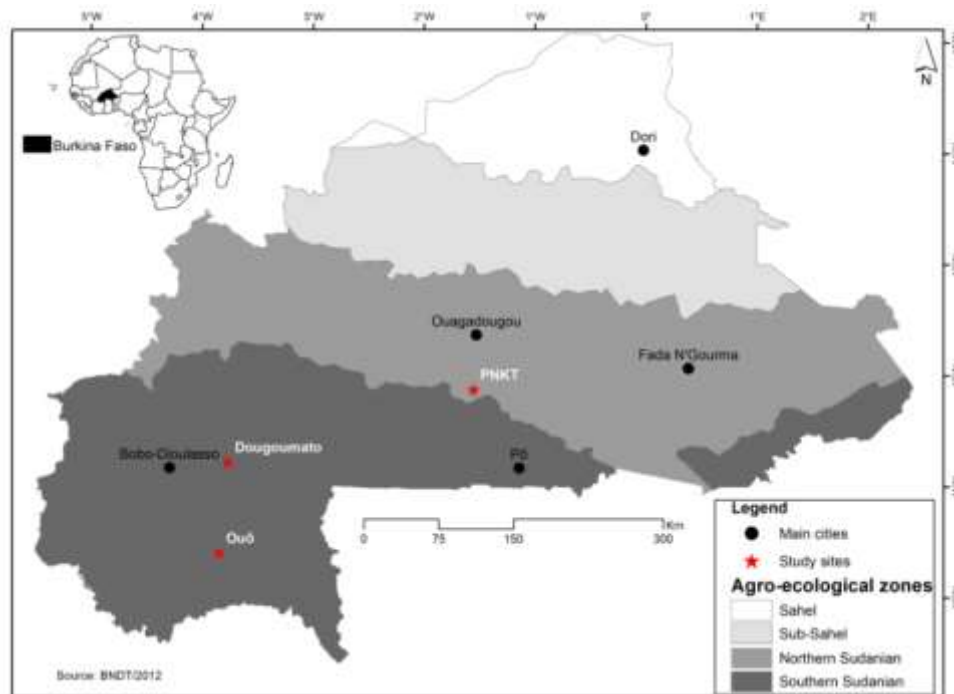 5°W 4°W 3°W 2°W 1°W 0° 1°E 2°E
N
Burkina Faso
Dori
Ouagadougou
Fada N'Gourma
PNKT
Dougoumato
Bobo-Dioulasso
Pô
Ouô
Km
0 75 150 300
Legend
Main cities
Study sites
Agro-ecological zones
Sahel
Sub-Sahel
Northern Sudanian
Southern Sudanian
Source: BNDT/2012